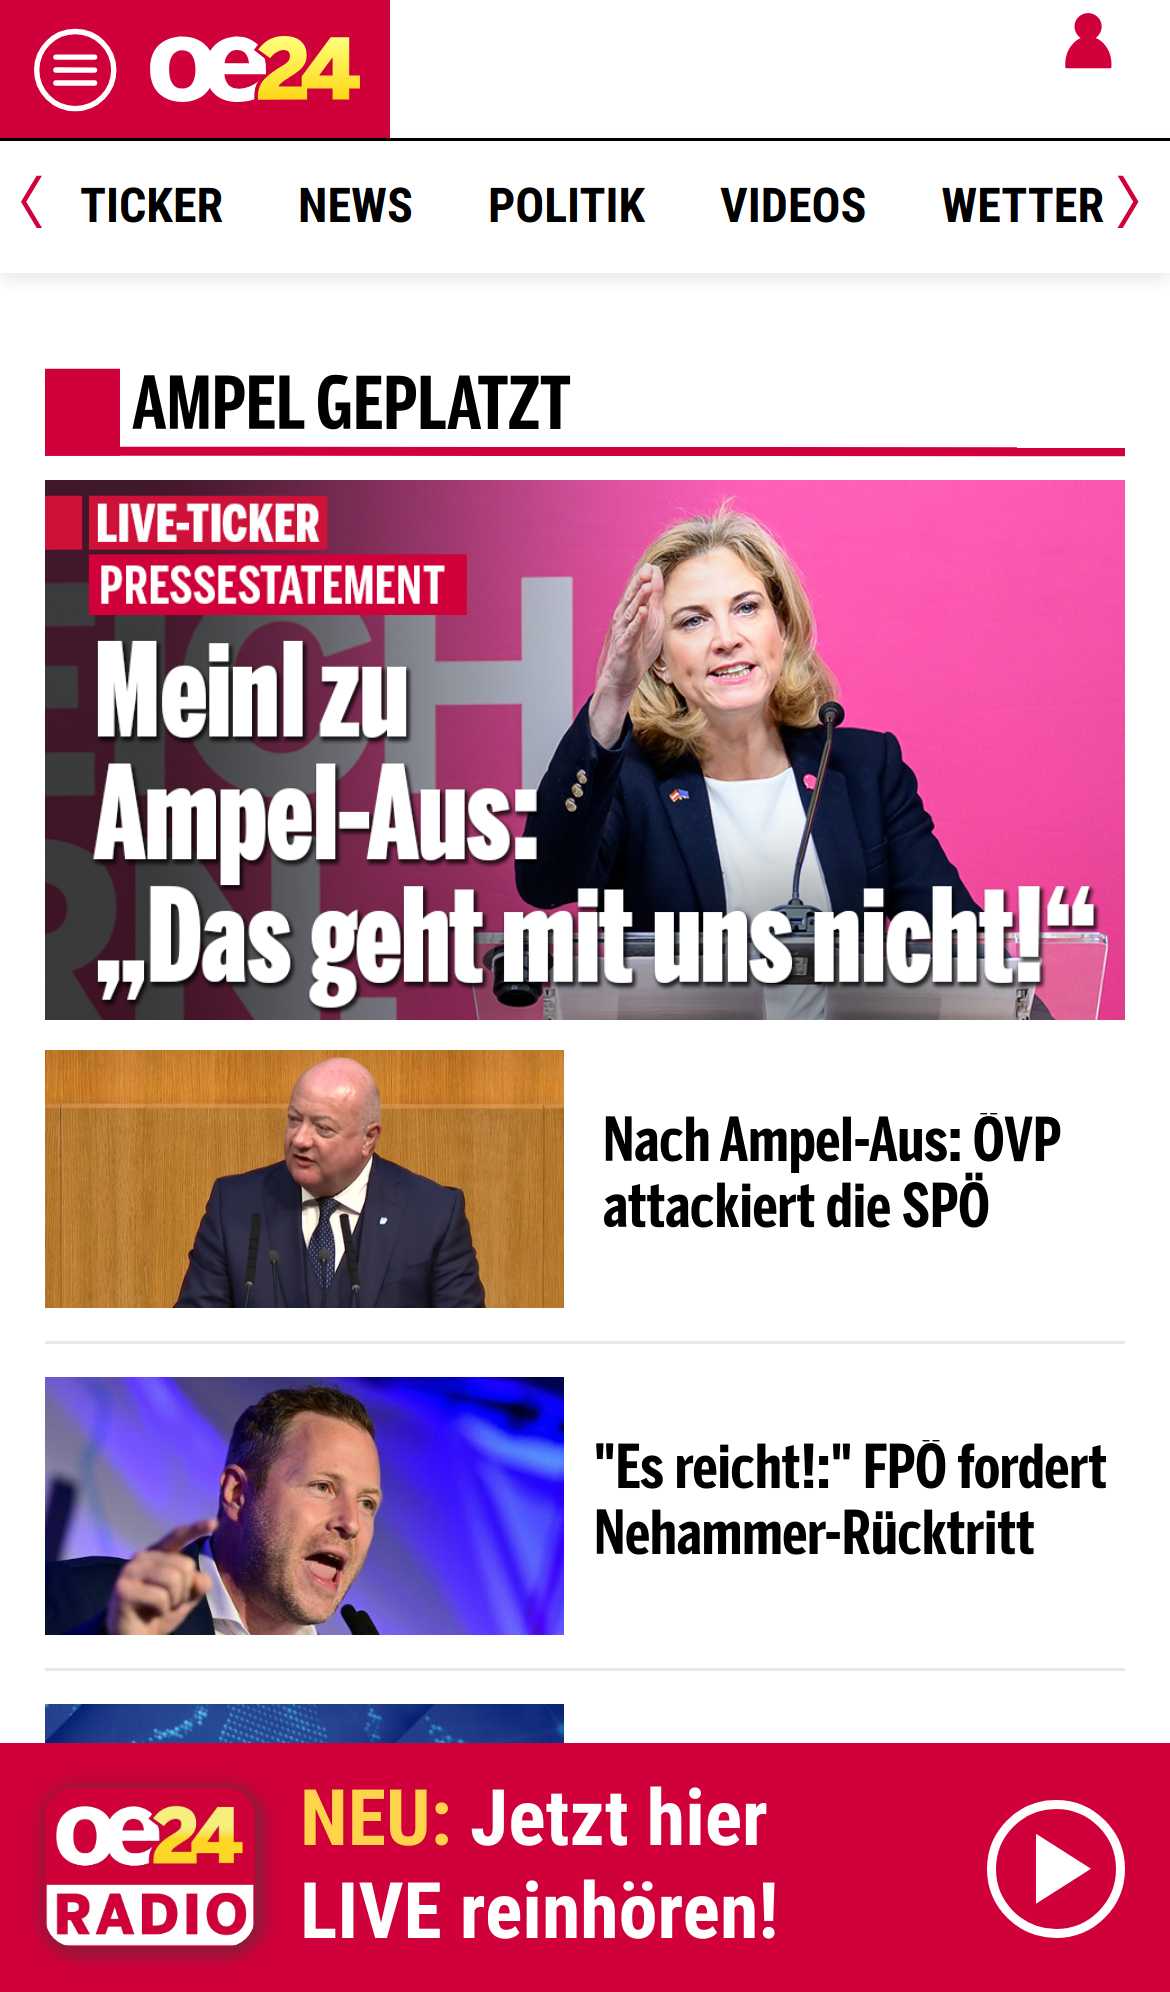 oe24
TICKER NEWS POLITIK VIDEOS WETTER
AMPEL GEPLATZT
LIVE-TICKER
PRESSESTATEMENT
Meinl zu
Ampel-Aus:
„Das geht mit uns nicht!“
Nach Ampel-Aus: ÖVP
attackiert die SPÖ
"Es reicht!:" FPÖ fordert
Nehammer-Rücktritt
oe24
RADIO
NEU: Jetzt hier
LIVE reinhören!